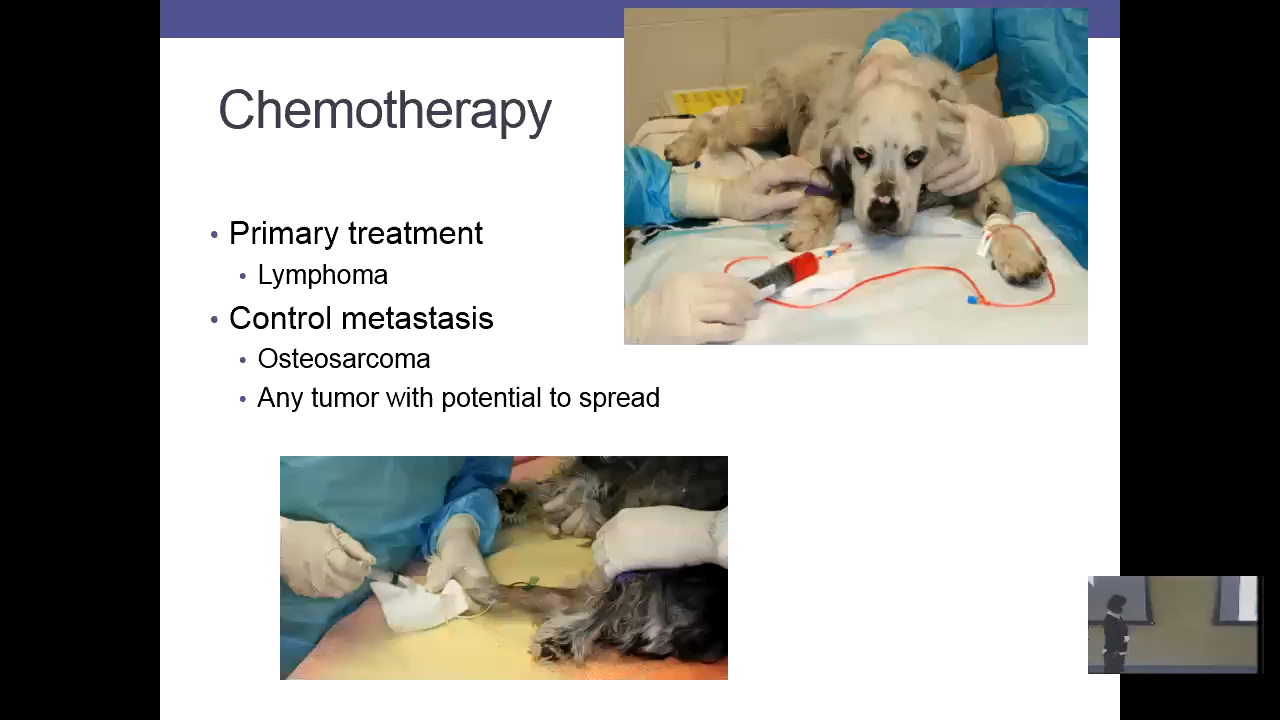 Chemotherapy
Primary treatment
Lymphoma
Control metastasis
Osteosarcoma
Any tumor with potential to spread